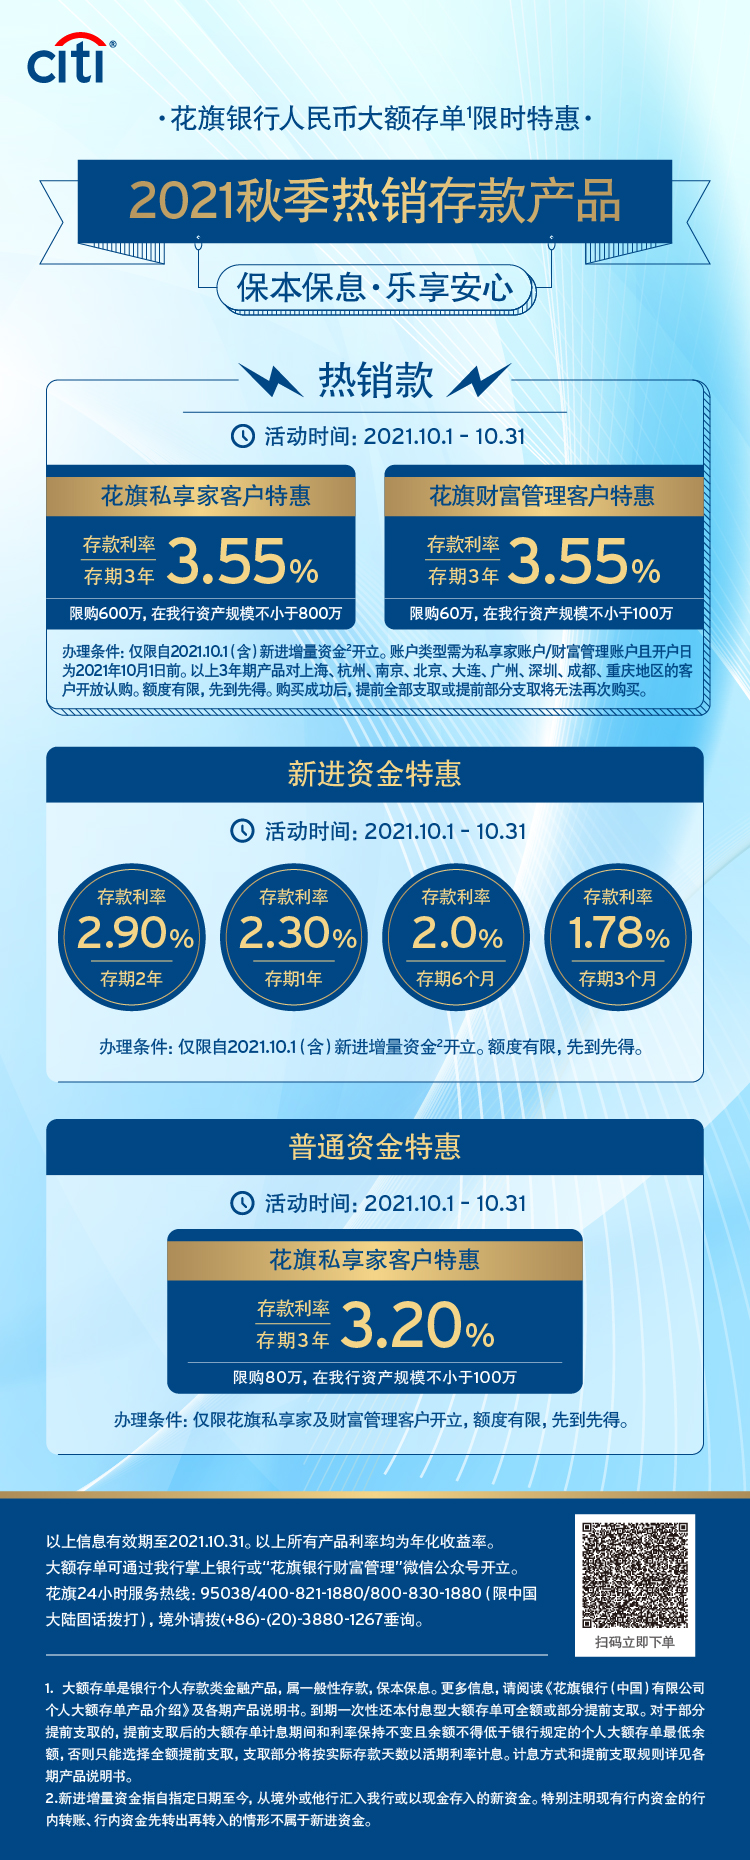 citi®
·花旗银行人民币大额存单¹限时特惠·
2021秋季热销存款产品
保本保息·乐享安心
热销款
活动时间: 2021.10.1 - 10.31
花旗私享家客户特惠
存款利率
存期3年
3.55%
限购600万, 在我行资产规模不小于800万
花旗财富管理客户特惠
存款利率
存期3年
3.55%
限购60万, 在我行资产规模不小于100万
办理条件: 仅限自2021.10.1 (含) 新进增量资金²开立。账户类型需为私享家账户/财富管理账户且开户日
为2021年10月1日前。以上3年期产品对上海、杭州、南京、北京、大连、广州、深圳、成都、重庆地区的客
户开放认购。额度有限, 先到先得。购买成功后, 提前全部支取或提前部分支取将无法再次购买。
新进资金特惠
活动时间: 2021.10.1 - 10.31
存款利率
2.90%
存期2年
存款利率
2.30%
存期1年
存款利率
2.0%
存期6个月
存款利率
1.78%
存期3个月
办理条件: 仅限自2021.10.1 (含) 新进增量资金²开立。额度有限, 先到先得。
普通资金特惠
活动时间: 2021.10.1 - 10.31
花旗私享家客户特惠
存款利率
存期3年
3.20%
限购80万, 在我行资产规模不小于100万
办理条件: 仅限花旗私享家及财富管理客户开立, 额度有限, 先到先得。
以上信息有效期至2021.10.31。以上所有产品利率均为年化收益率。
大额存单可通过我行掌上银行或“花旗银行财富管理”微信公众号开立。
花旗24小时服务热线: 95038/400-821-1880/800-830-1880 (限中国
大陆固话拨打), 境外请拨(+86)-(20)-3880-1267垂询。
扫码立即下单
1. 大额存单是银行个人存款类金融产品, 属一般性存款, 保本保息。更多信息, 请阅读《花旗银行 (中国) 有限公司
个人大额存单产品介绍》及各期产品说明书。到期一次性还本付息型大额存单可全额或部分提前支取。对于部分
提前支取的, 提前支取后的大额存单计息期间和利率保持不变且余额不得低于银行规定的个人大额存单最低余
额, 否则只能选择全额提前支取, 支取部分将按实际存款天数以活期利率计息。计息方式和提前支取规则详见各
期产品说明书。
2.新进增量资金指自指定日期至今, 从境外或他行汇入我行或以现金存入的新资金。特别注明现有行内资金的行
内转账、行内资金先转出再转入的情形不属于新进资金。